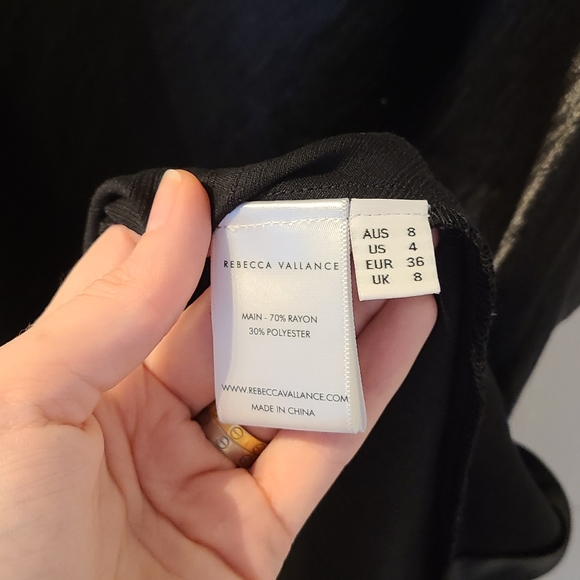 REBECCA VALLANCE
MAIN - 70% RAYON
30% POLYESTER
WWW.REBECCAVALLANCE.COM
MADE IN CHINA
AUS 8
US 4
EUR 36
UK 8